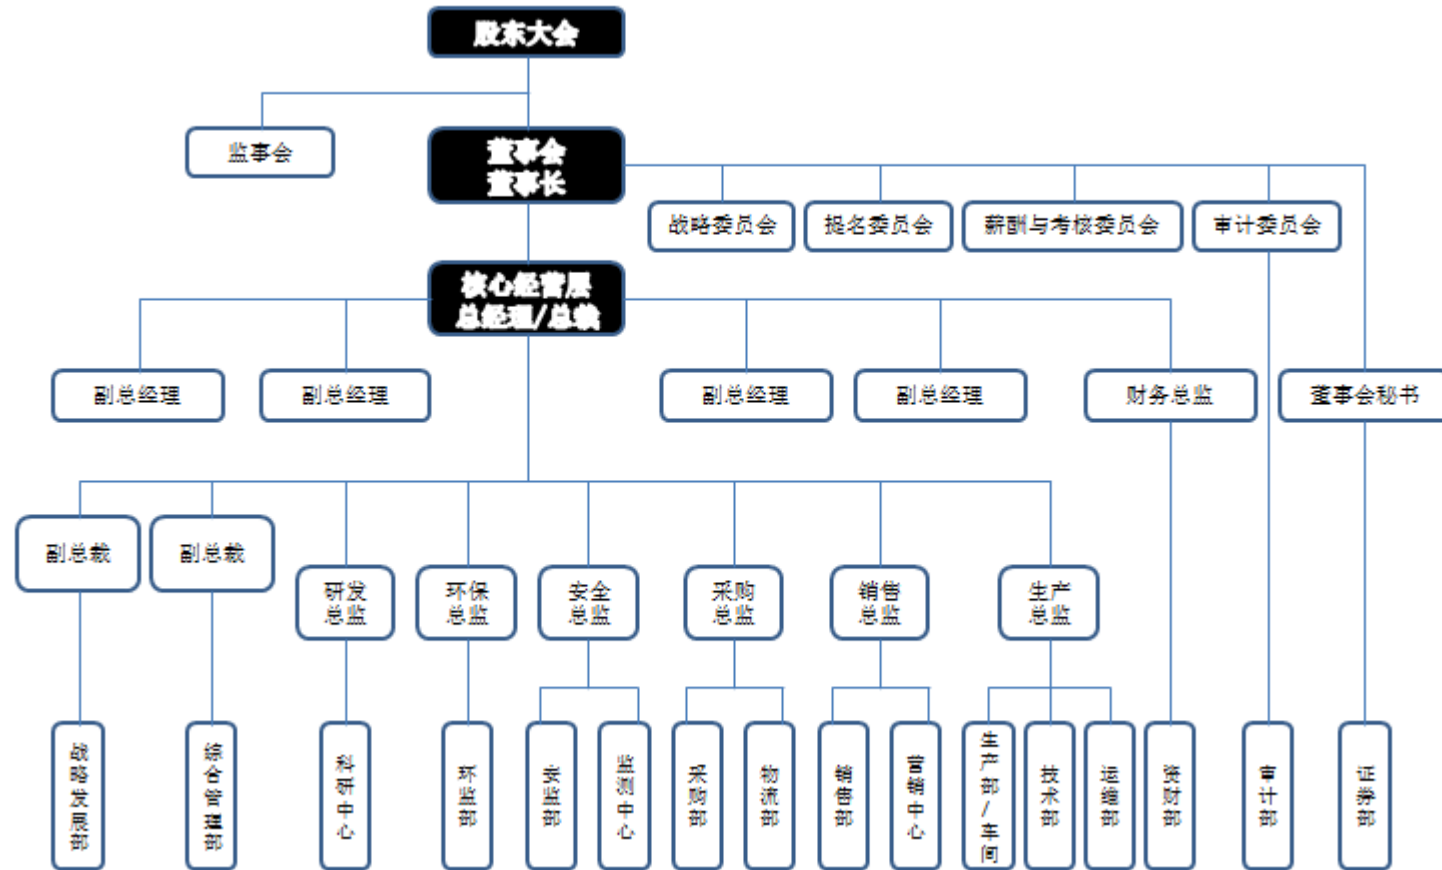 股东大会
监事会
董事会
董事长
战略委员会
提名委员会
薪酬与考核委员会
审计委员会
核心经营层
总经理/总裁
副总经理
副总经理
副总经理
副总经理
财务总监
董事会秘书
副总裁
副总裁
研发
总监
环保
总监
安全
总监
采购
总监
销售
总监
生产
总监
战略发展部
综合管理部
科研中心
环监部
安监部
监测中心
采购部
物流部
销售部
营销中心
生产部/车间
技术部
运维部
资财部
审计部
证券部